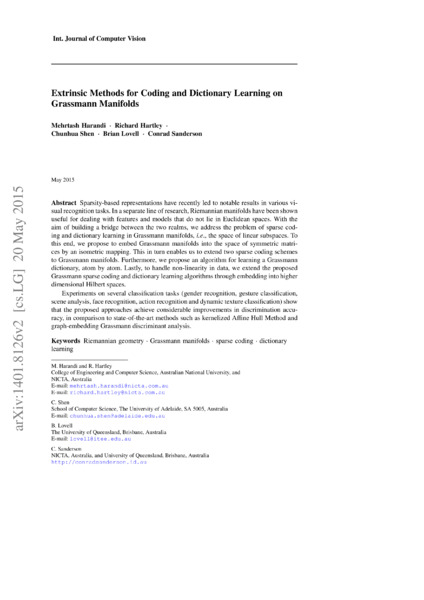 Int. Journal of Computer Vision
Extrinsic Methods for Coding and Dictionary Learning on
Grassmann Manifolds
Mehrtash Harandi · Richard Hartley ·
Chunhua Shen · Brian Lovell · Conrad Sanderson
May 2015
Abstract Sparsity-based representations have recently led to notable results in various vi-
sual recognition tasks. In a separate line of research, Riemannian manifolds have been shown
useful for dealing with features and models that do not lie in Euclidean spaces. With the
aim of building a bridge between the two realms, we address the problem of sparse cod-
ing and dictionary learning in Grassmann manifolds, i.e., the space of linear subspaces. To
this end, we propose to embed Grassmann manifolds into the space of symmetric matri-
ces by an isometric mapping. This in turn enables us to extend two sparse coding schemes
to Grassmann manifolds. Furthermore, we propose an algorithm for learning a Grassmann
dictionary, atom by atom. Lastly, to handle non-linearity in data, we extend the proposed
Grassmann sparse coding and dictionary learning algorithms through embedding into higher
dimensional Hilbert spaces.
Experiments on several classification tasks (gender recognition, gesture classification,
scene analysis, face recognition, action recognition and dynamic texture classification) show
that the proposed approaches achieve considerable improvements in discrimination accu-
racy, in comparison to state-of-the-art methods such as kernelized Affine Hull Method and
graph-embedding Grassmann discriminant analysis.
Keywords Riemannian geometry · Grassmann manifolds · sparse coding · dictionary
learning
M. Harandi and R. Hartley
College of Engineering and Computer Science, Australian National University, and
NICTA, Australia
E-mail: mehrtash.harandi@nicta.com.au
E-mail: richard.hartley@nicta.com.au
C. Shen
School of Computer Science, The University of Adelaide, SA 5005, Australia
E-mail: chunhua.shen@adelaide.edu.au
B. Lovell
The University of Queensland, Brisbane, Australia
E-mail: lovell@itee.edu.au
C. Sanderson
NICTA, Australia, and University of Queensland, Brisbane, Australia
http://conradsanderson.id.au
arXiv:1401.8126v2 [cs.LG] 20 May 2015